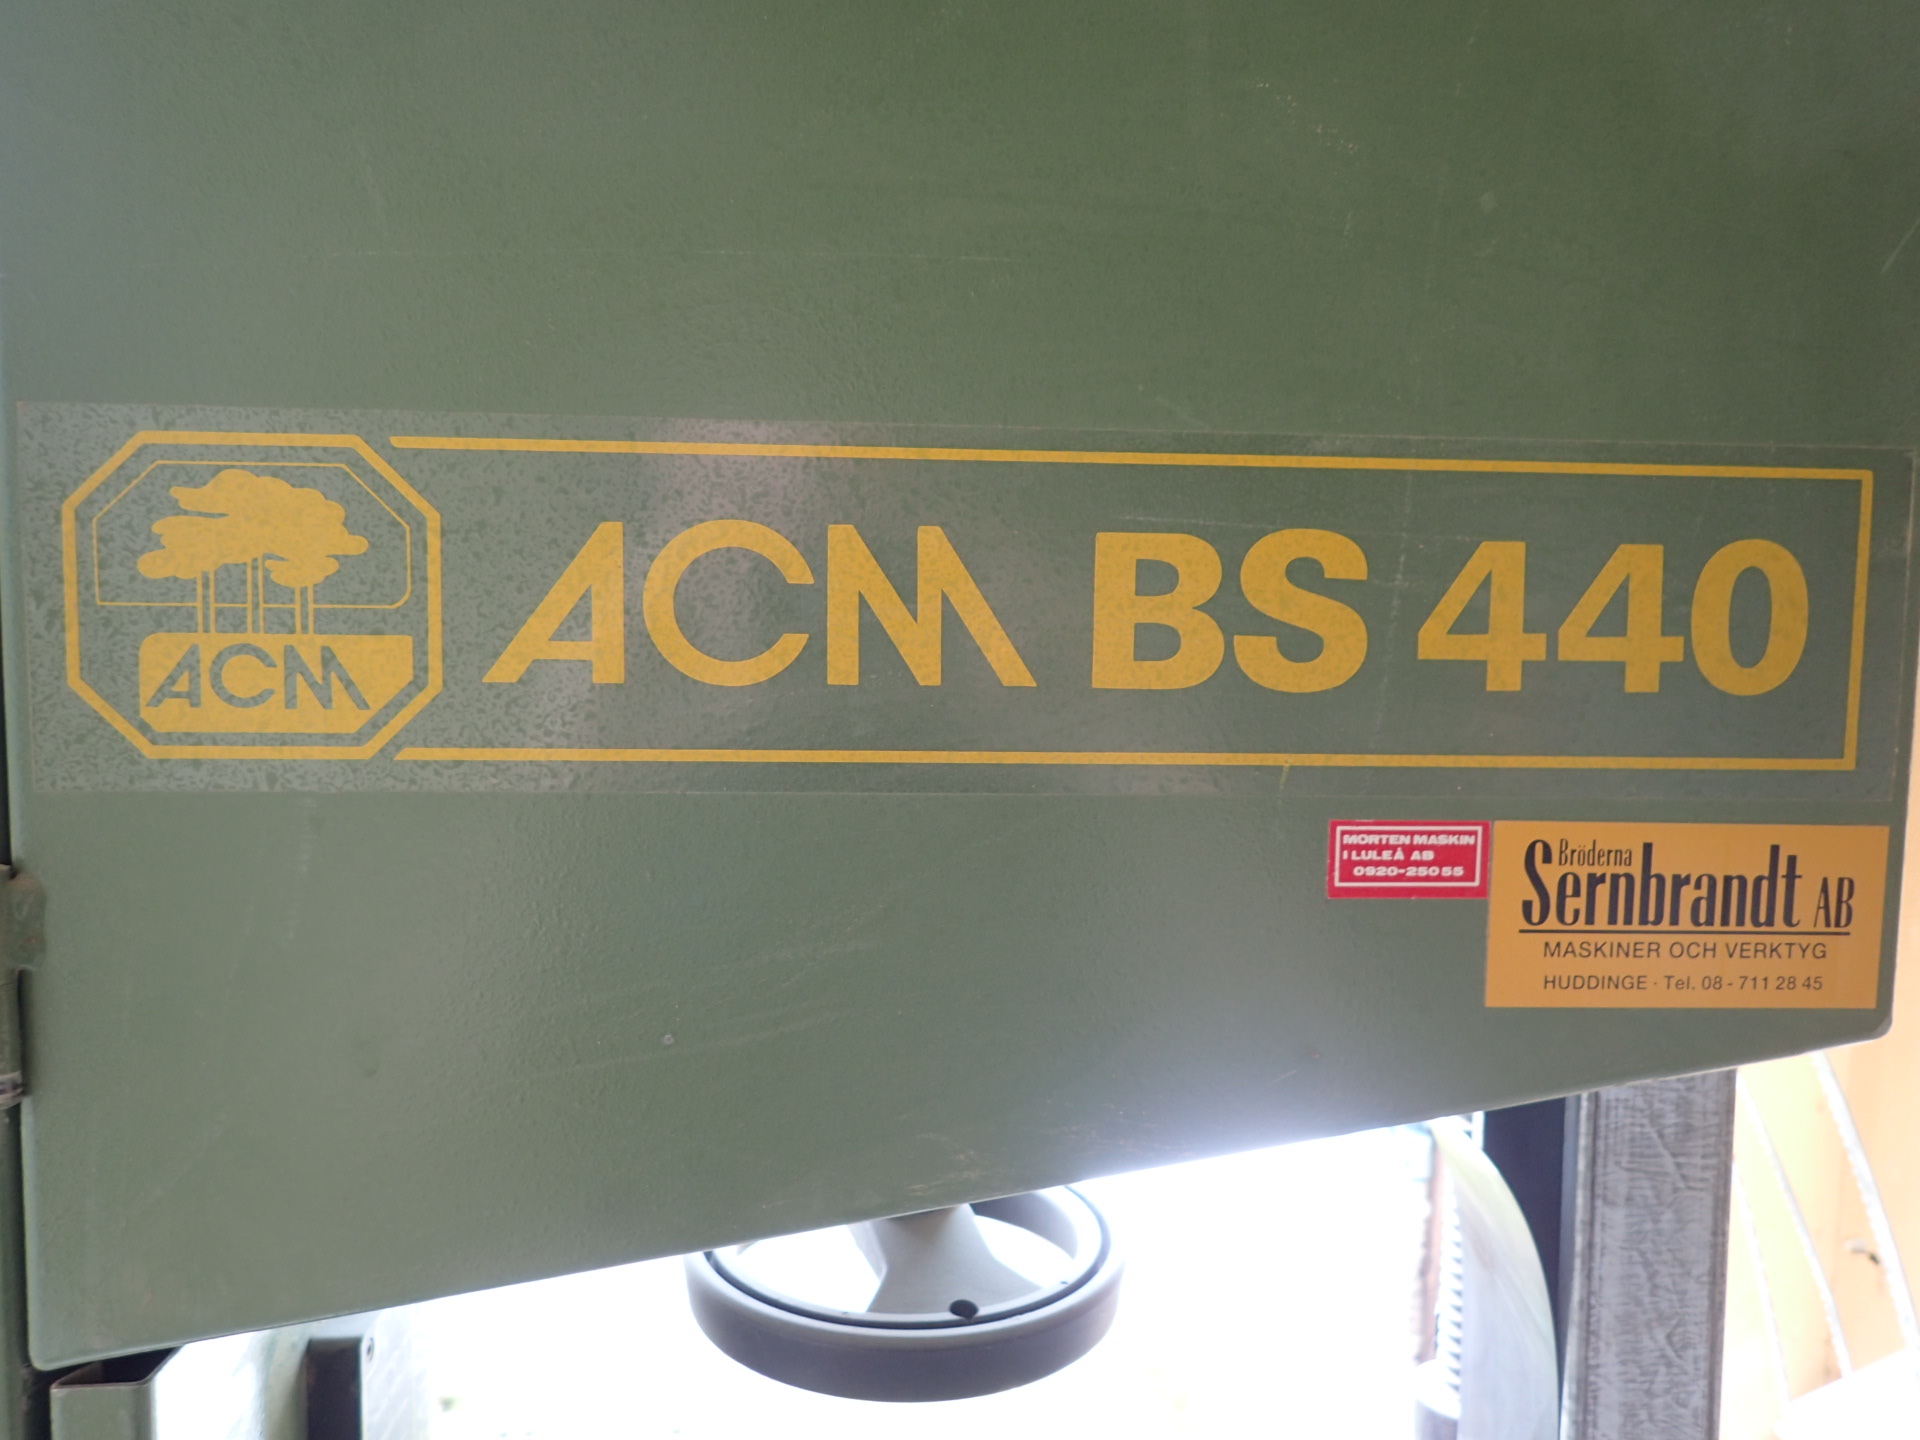 ACM
ACM BS 440
MORTEN MASKIN
I LULEÅ AB
0920-250 55
Bröderna
Sernbrandt AB
MASKINER OCH VERKTYG
HUDDINGE · Tel. 08 - 711 28 45